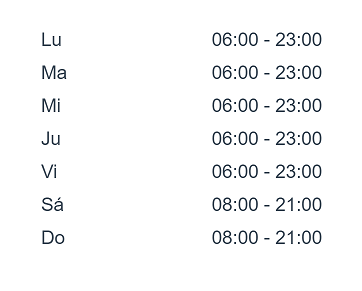 Lu 06:00 - 23:00
Ma 06:00 - 23:00
Mi 06:00 - 23:00
Ju 06:00 - 23:00
Vi 06:00 - 23:00
Sá 08:00 - 21:00
Do 08:00 - 21:00